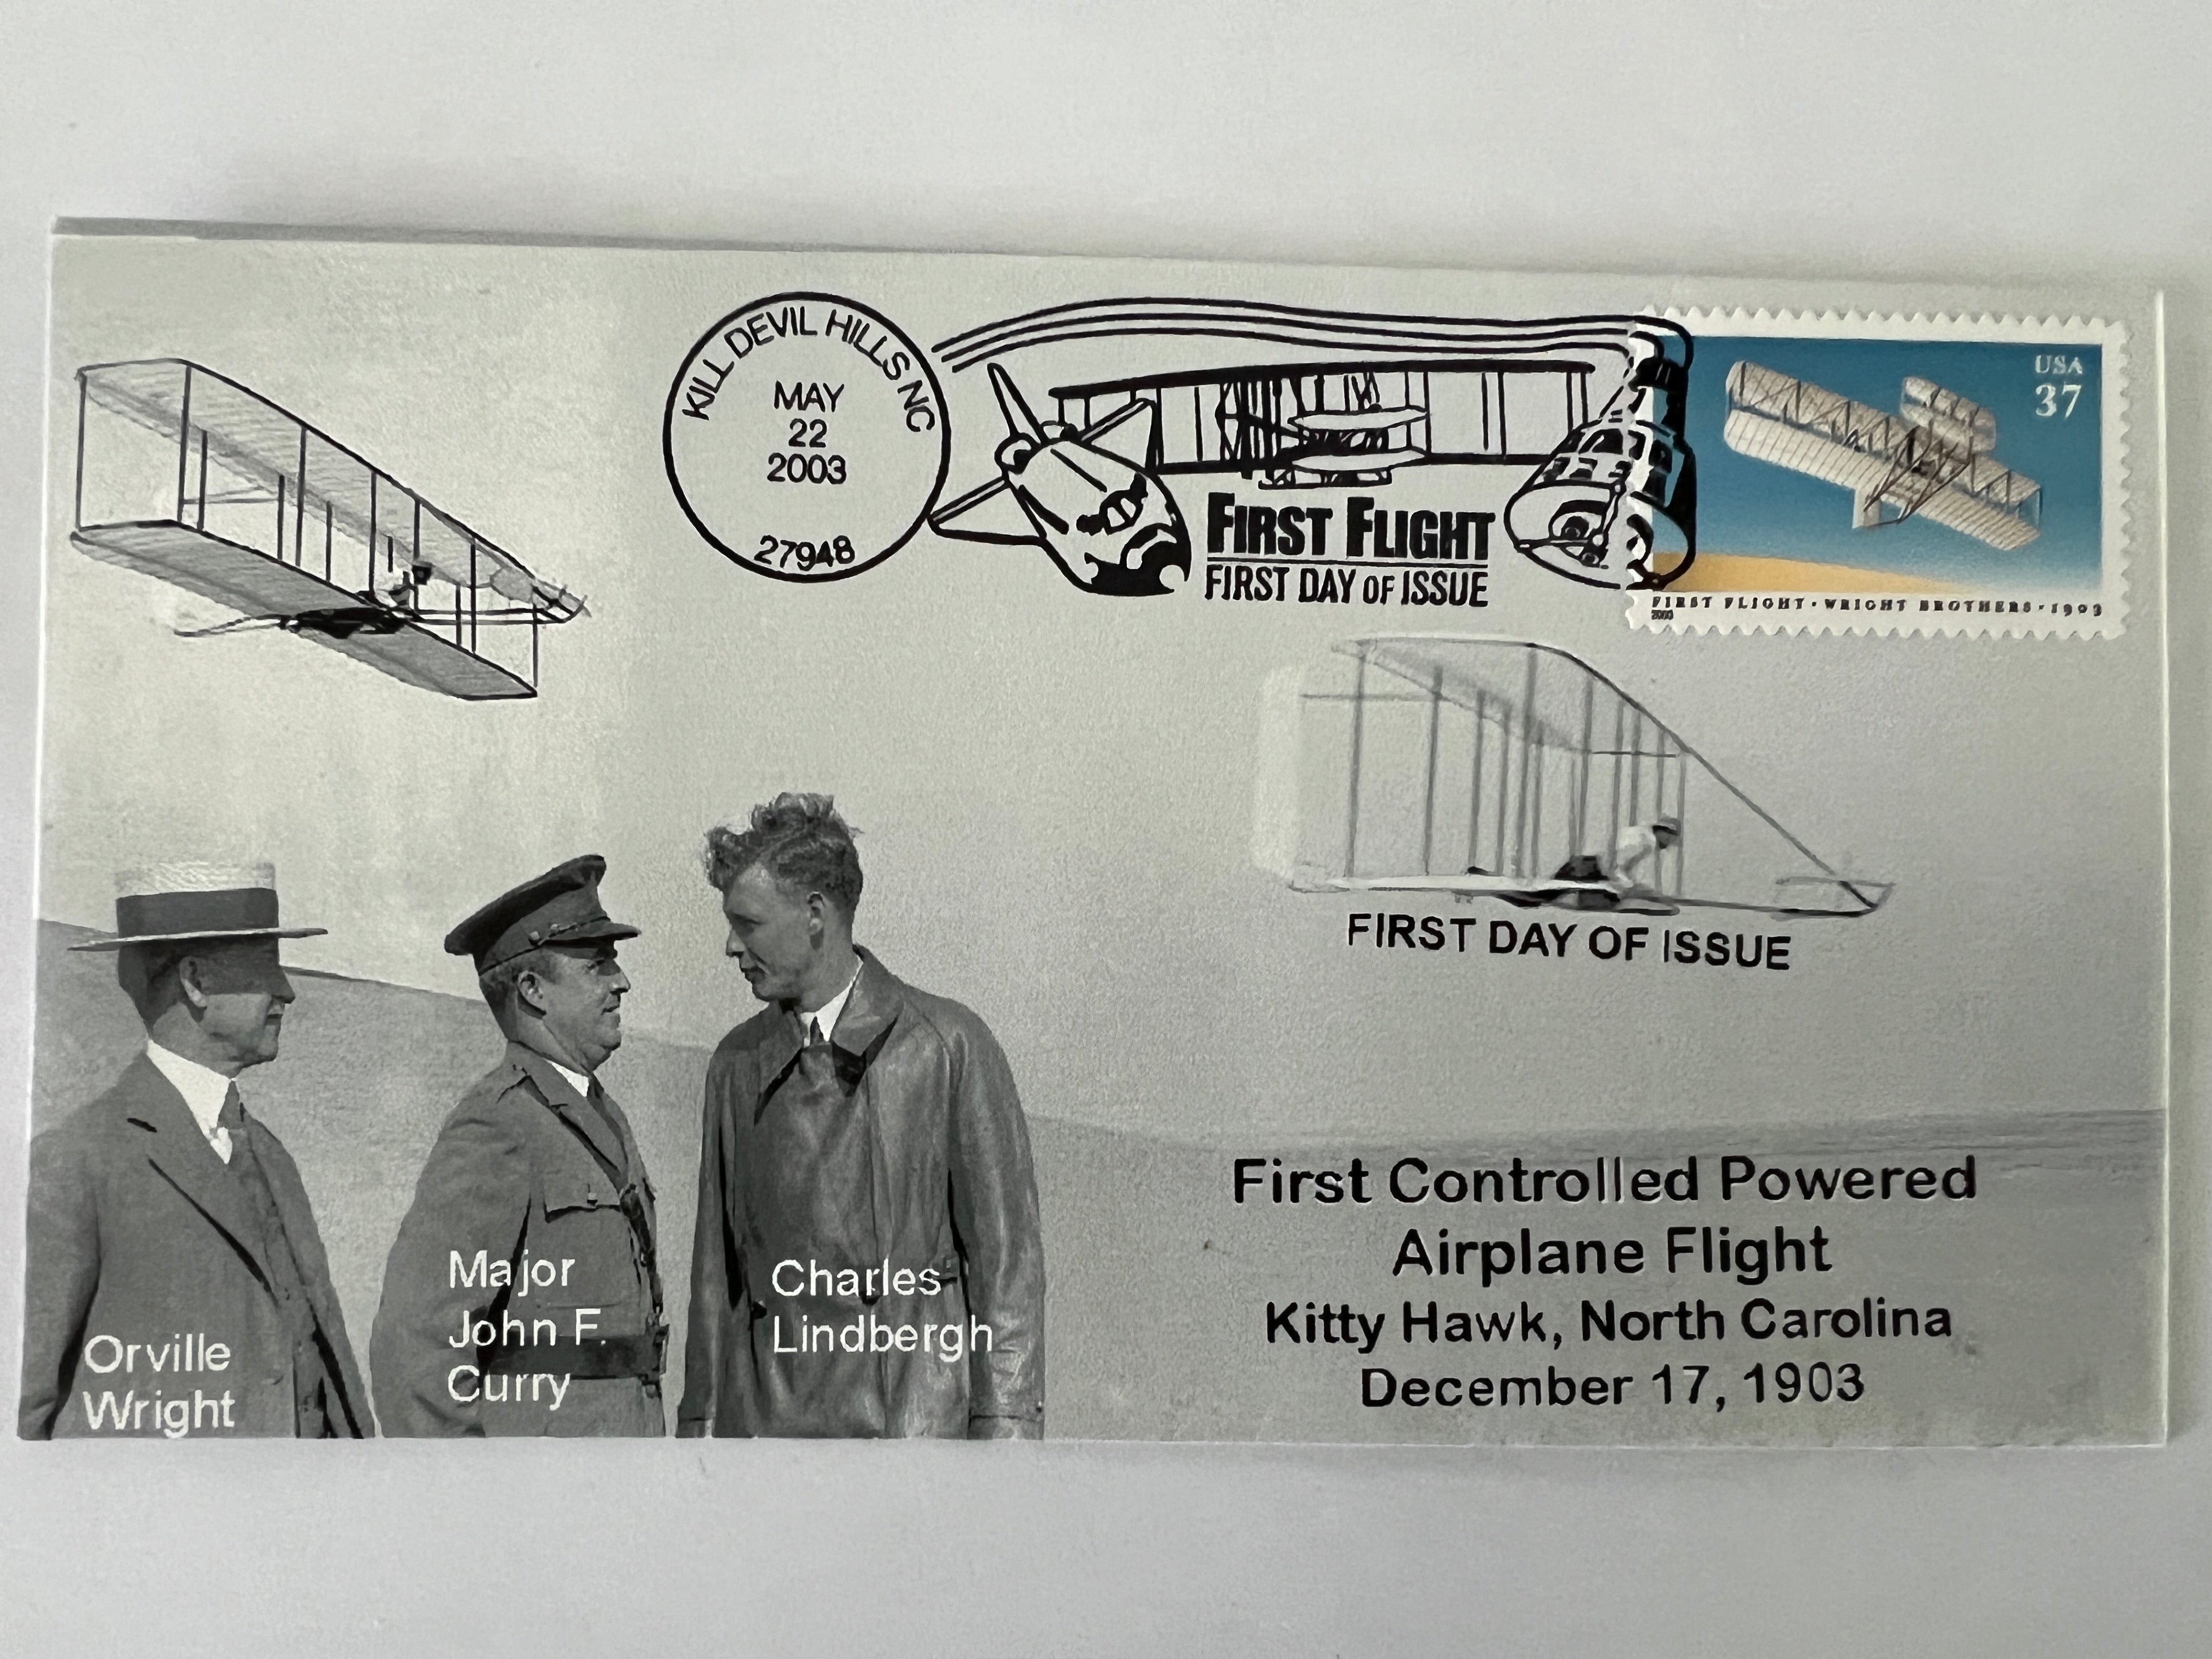 KILL DEVIL HILLS NC
MAY
22
2003
27948
FIRST FLIGHT
FIRST DAY OF ISSUE
USA
37
FIRST FLIGHT • WRIGHT BROTHERS • 1903
2003
FIRST DAY OF ISSUE
Orville
Wright
Major
John F.
Curry
Charles
Lindbergh
First Controlled Powered
Airplane Flight
Kitty Hawk, North Carolina
December 17, 1903